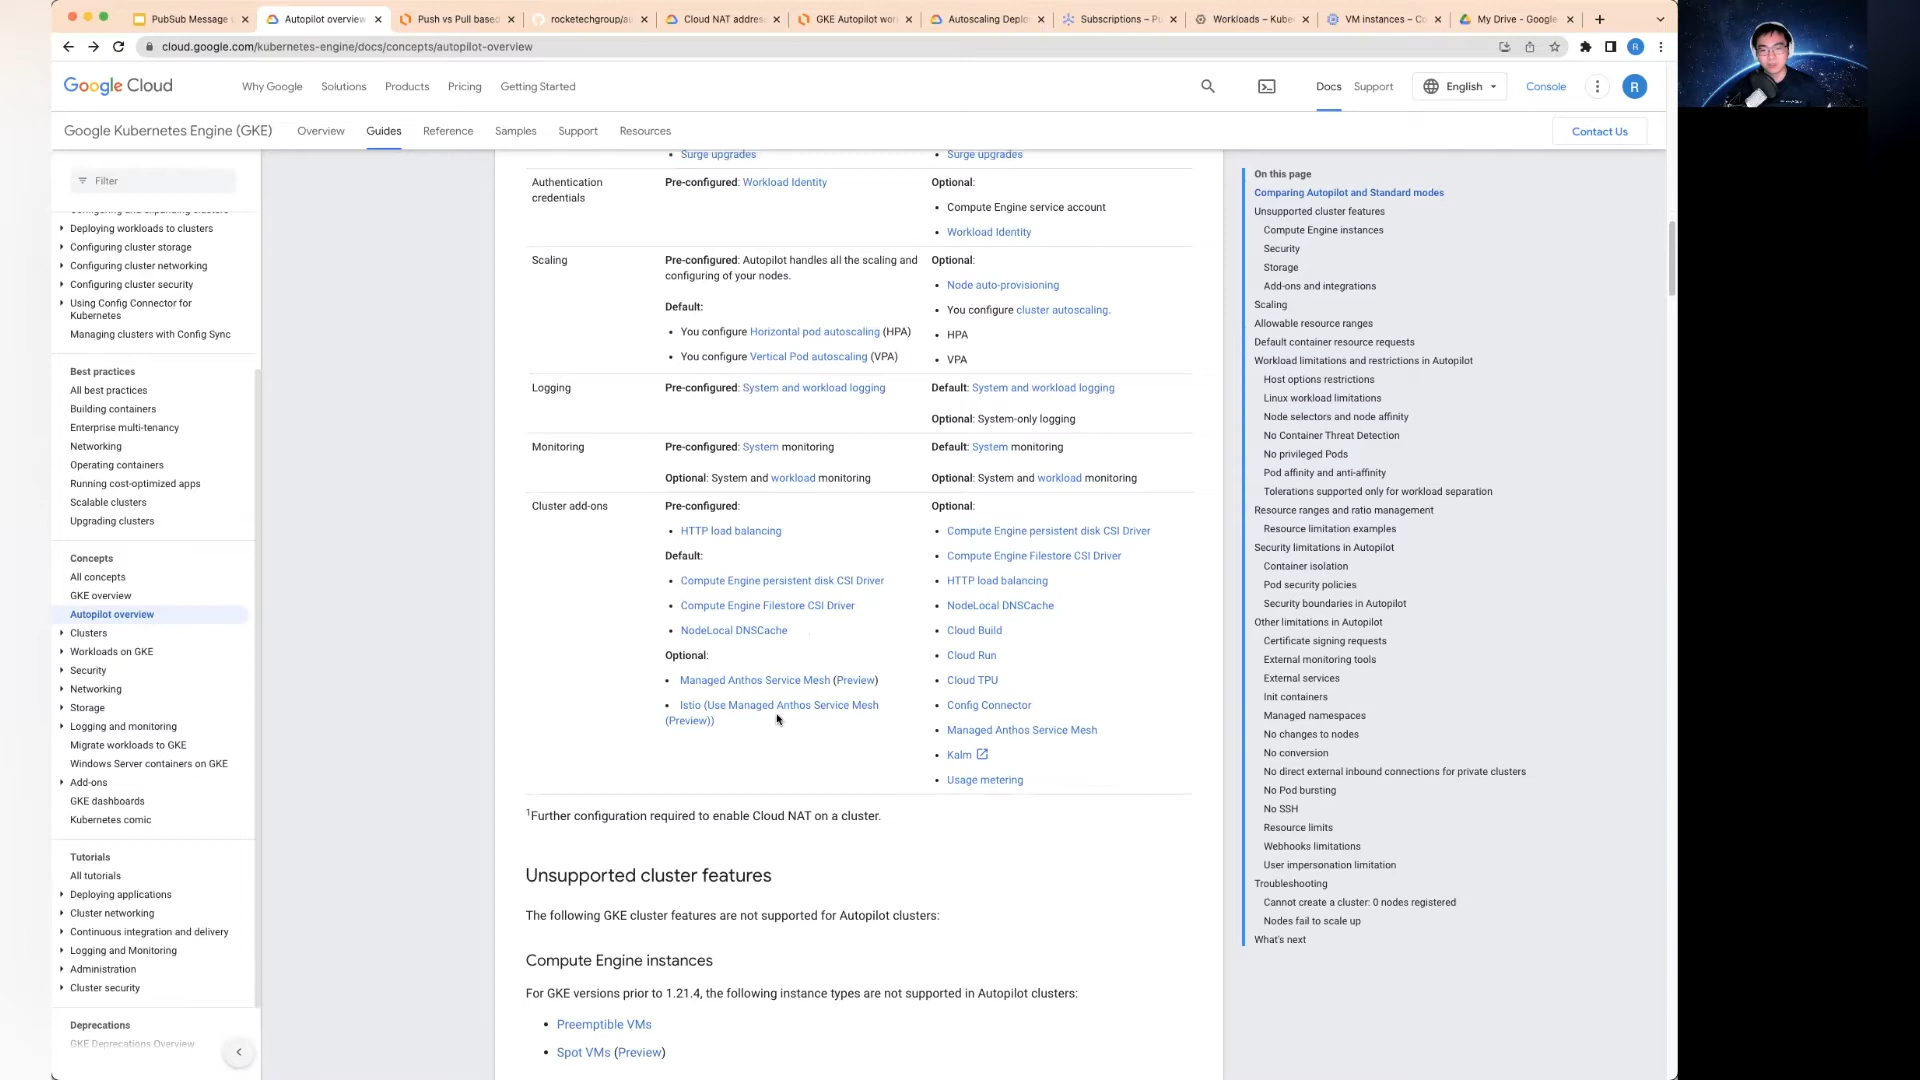 PubSub Message
Autopilot overview
Push vs Pull based
rocketechgroup/au
Cloud NAT addres
GKE Autopilot wor
Autoscaling Deplo
Subscriptions – Pu
Workloads – Kube
VM instances – Co
My Drive - Google
cloud.google.com/kubernetes-engine/docs/concepts/autopilot-overview
R
Google Cloud
Why Google
Solutions
Products
Pricing
Getting Started
Docs
Support
English
Console
R
Google Kubernetes Engine (GKE)
Overview
Guides
Reference
Samples
Support
Resources
Contact Us
Filter
Configuring and expanding clusters
Deploying workloads to clusters
Configuring cluster storage
Configuring cluster networking
Configuring cluster security
Using Config Connector for
Kubernetes
Managing clusters with Config Sync
Best practices
All best practices
Building containers
Enterprise multi-tenancy
Networking
Operating containers
Running cost-optimized apps
Scalable clusters
Upgrading clusters
Concepts
All concepts
GKE overview
Autopilot overview
Clusters
Workloads on GKE
Security
Networking
Storage
Logging and monitoring
Migrate workloads to GKE
Windows Server containers on GKE
Add-ons
GKE dashboards
Kubernetes comic
Tutorials
All tutorials
Deploying applications
Cluster networking
Continuous integration and delivery
Logging and Monitoring
Administration
Cluster security
Deprecations
GKE Deprecations Overview
• Surge upgrades
• Surge upgrades
Authentication
credentials
Pre-configured: Workload Identity
Optional:
• Compute Engine service account
• Workload Identity
Scaling
Pre-configured: Autopilot handles all the scaling and
configuring of your nodes.
Default:
• You configure Horizontal pod autoscaling (HPA)
• You configure Vertical Pod autoscaling (VPA)
Optional:
• Node auto-provisioning
• You configure cluster autoscaling.
• HPA
• VPA
Logging
Pre-configured: System and workload logging
Default: System and workload logging
Optional: System-only logging
Monitoring
Pre-configured: System monitoring
Optional: System and workload monitoring
Default: System monitoring
Optional: System and workload monitoring
Cluster add-ons
Pre-configured:
• HTTP load balancing
Default:
• Compute Engine persistent disk CSI Driver
• Compute Engine Filestore CSI Driver
• NodeLocal DNSCache
Optional:
• Managed Anthos Service Mesh (Preview)
• Istio (Use Managed Anthos Service Mesh
(Preview))
Optional:
• Compute Engine persistent disk CSI Driver
• Compute Engine Filestore CSI Driver
• HTTP load balancing
• NodeLocal DNSCache
• Cloud Build
• Cloud Run
• Cloud TPU
• Config Connector
• Managed Anthos Service Mesh
• Kalm
• Usage metering
1Further configuration required to enable Cloud NAT on a cluster.
Unsupported cluster features
The following GKE cluster features are not supported for Autopilot clusters:
Compute Engine instances
For GKE versions prior to 1.21.4, the following instance types are not supported in Autopilot clusters:
• Preemptible VMs
• Spot VMs (Preview)
On this page
Comparing Autopilot and Standard modes
Unsupported cluster features
Compute Engine instances
Security
Storage
Add-ons and integrations
Scaling
Allowable resource ranges
Default container resource requests
Workload limitations and restrictions in Autopilot
Host options restrictions
Linux workload limitations
Node selectors and node affinity
No Container Threat Detection
No privileged Pods
Pod affinity and anti-affinity
Tolerations supported only for workload separation
Resource ranges and ratio management
Resource limitation examples
Security limitations in Autopilot
Container isolation
Pod security policies
Security boundaries in Autopilot
Other limitations in Autopilot
Certificate signing requests
External monitoring tools
External services
Init containers
Managed namespaces
No changes to nodes
No conversion
No direct external inbound connections for private clusters
No Pod bursting
No SSH
Resource limits
Webhooks limitations
User impersonation limitation
Troubleshooting
Cannot create a cluster: 0 nodes registered
Nodes fail to scale up
What's next